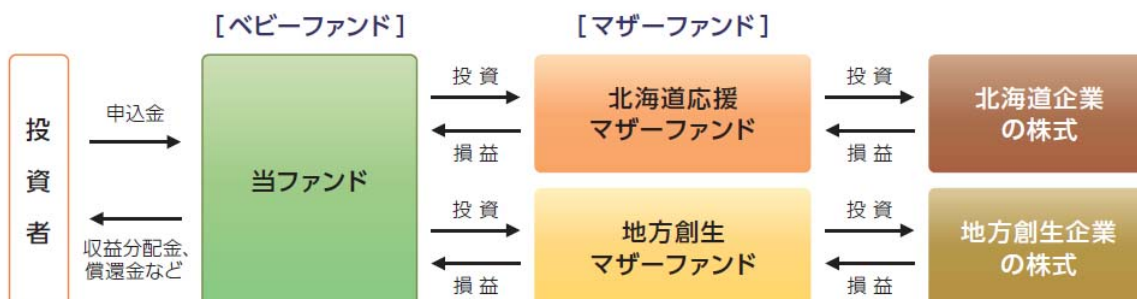 [ベビーファンド]
[マザーファンド]
投資者
申込金
収益分配金、
償還金など
当ファンド
投 資
損 益
北海道応援
マザーファンド
投 資
損 益
北海道企業
の株式
投 資
損 益
地方創生
マザーファンド
投 資
損 益
地方創生企業
の株式